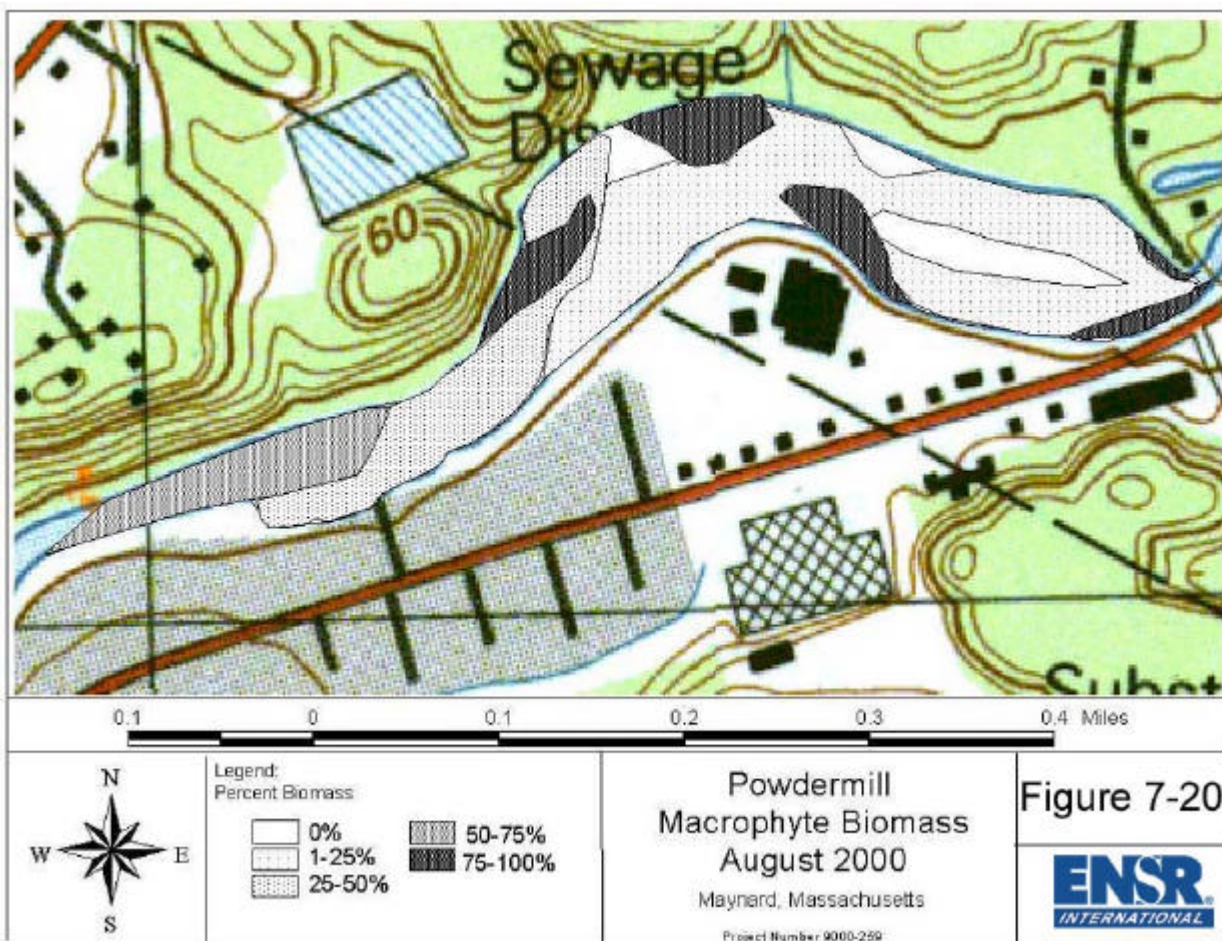 Sewage
60
Subst
0.1 0 0.1 0.2 0.3 0.4 Miles
N
W E
S
Legend:
Percent Biomass
0%
1-25%
25-50%
50-75%
75-100%
Powdermill
Macrophyte Biomass
August 2000
Maynard, Massachusetts
Project Number 9000-259
Figure 7-20
ENSR
INTERNATIONAL